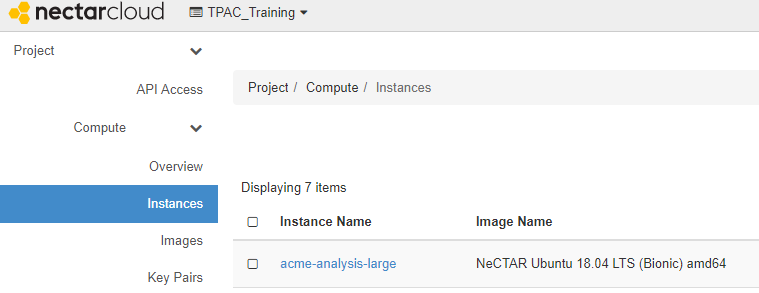 nectarcloud TPAC_Training
Project
API Access
Compute
Overview
Instances
Images
Key Pairs
Project / Compute / Instances
Displaying 7 items
Instance Name Image Name
acme-analysis-large NeCTAR Ubuntu 18.04 LTS (Bionic) amd64